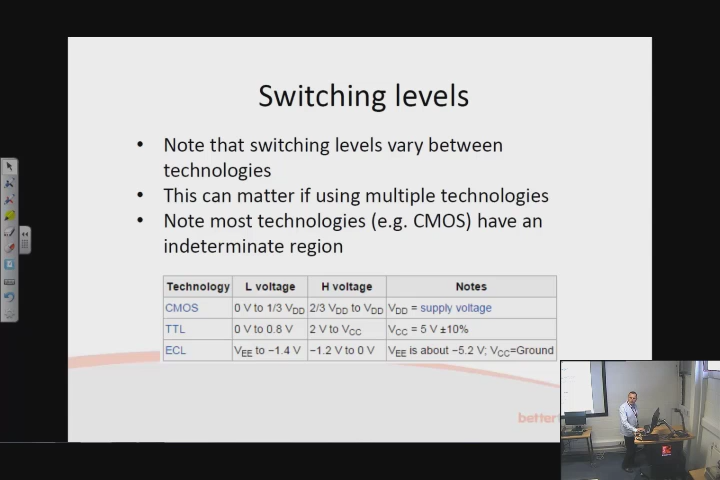 Switching levels
• Note that switching levels vary between
technologies
• This can matter if using multiple technologies
• Note most technologies (e.g. CMOS) have an
indeterminate region
Technology L voltage H voltage Notes
CMOS 0 V to 1/3 VDD 2/3 VDD to VDD VDD = supply voltage
TTL 0 V to 0.8 V 2 V to VCC VCC = 5 V ±10%
ECL VEE to −1.4 V −1.2 V to 0 V VEE is about −5.2 V; VCC=Ground